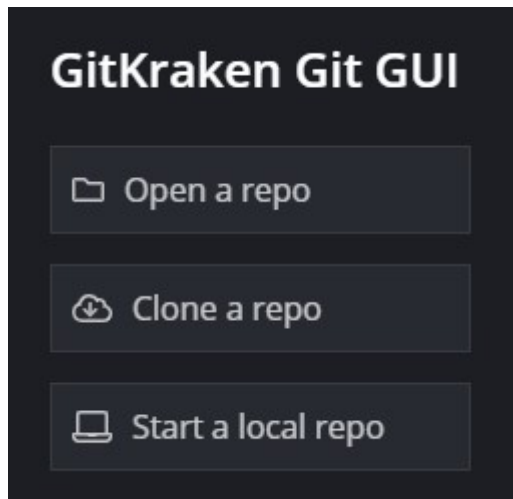 GitKraken Git GUI
Open a repo
Clone a repo
Start a local repo